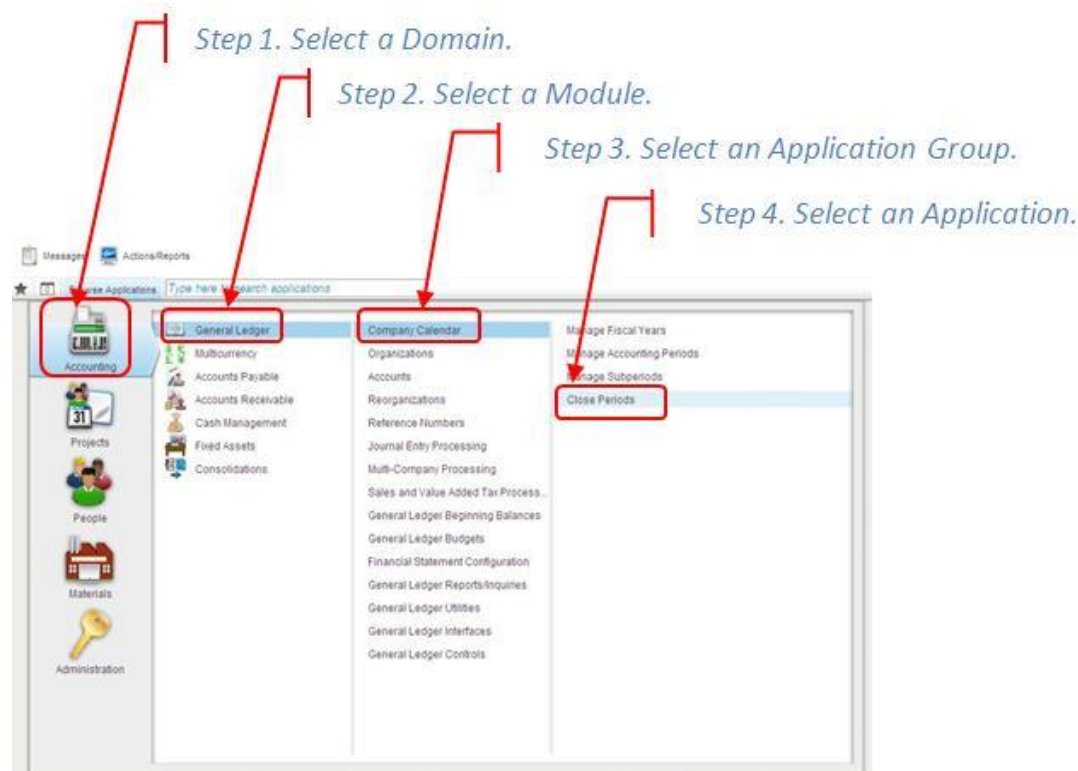 Step 1. Select a Domain.
Step 2. Select a Module.
Step 3. Select an Application Group.
Step 4. Select an Application.
Messages Actions/Reports
Browse Applications Type here to search applications
Accounting
Projects
31
People
Materials
Administration
General Ledger
Multicurrency
Accounts Payable
Accounts Receivable
Cash Management
Fixed Assets
Consolidations
Company Calendar
Organizations
Accounts
Reorganizations
Reference Numbers
Journal Entry Processing
Multi-Company Processing
Sales and Value Added Tax Process...
General Ledger Beginning Balances
General Ledger Budgets
Financial Statement Configuration
General Ledger Reports/Inquiries
General Ledger Utilities
General Ledger Interfaces
General Ledger Controls
Manage Fiscal Years
Manage Accounting Periods
Manage Subperiods
Close Periods